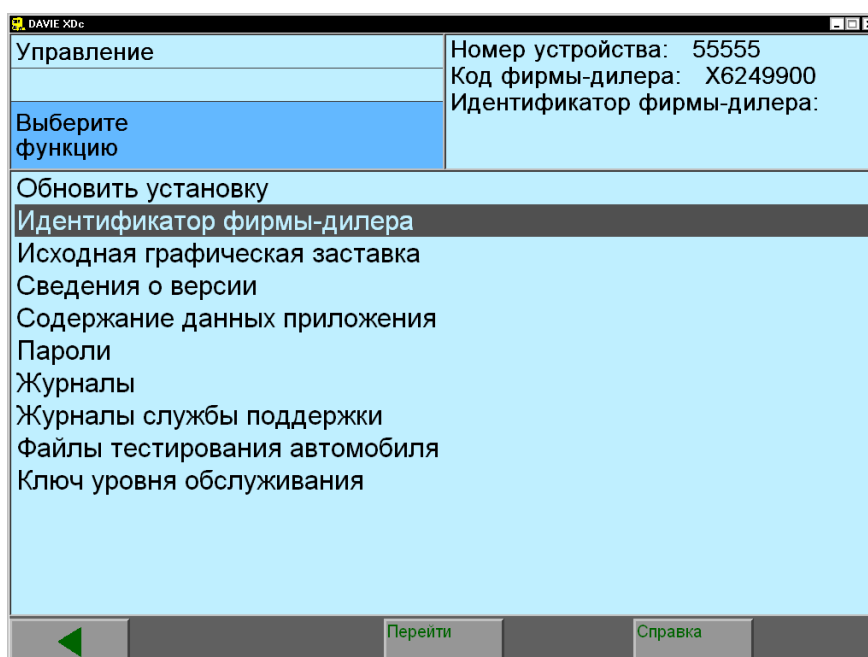 DAVIE XDc
Управление
Выберите
функцию
Номер устройства: 55555
Код фирмы-дилера: X6249900
Идентификатор фирмы-дилера:
Обновить установку
Идентификатор фирмы-дилера
Исходная графическая заставка
Сведения о версии
Содержание данных приложения
Пароли
Журналы
Журналы службы поддержки
Файлы тестирования автомобиля
Ключ уровня обслуживания
Перейти
Справка